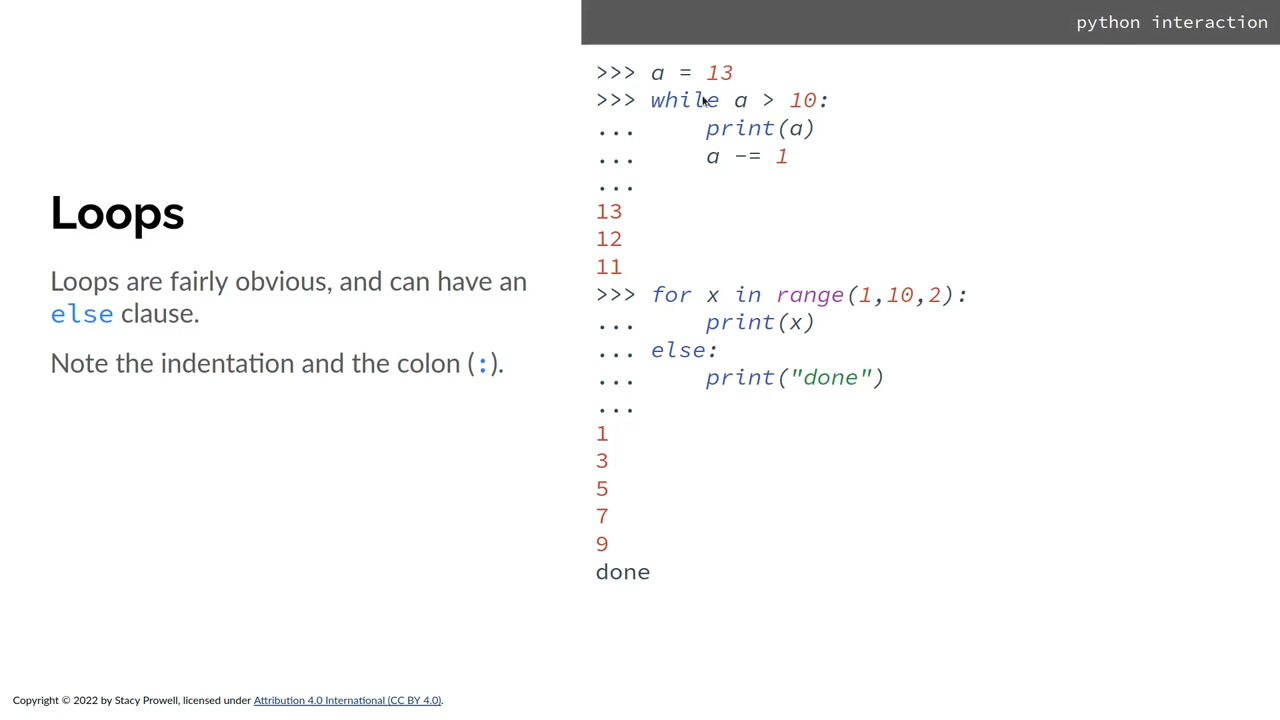 python interaction
Loops
Loops are fairly obvious, and can have an
else clause.
Note the indentation and the colon (:).
>>> a = 13
>>> while a > 10:
...     print(a)
...     a -= 1
...
13
12
11
>>> for x in range(1,10,2):
...     print(x)
... else:
...     print("done")
...
1
3
5
7
9
done
Copyright © 2022 by Stacy Prowell, licensed under Attribution 4.0 International (CC BY 4.0).